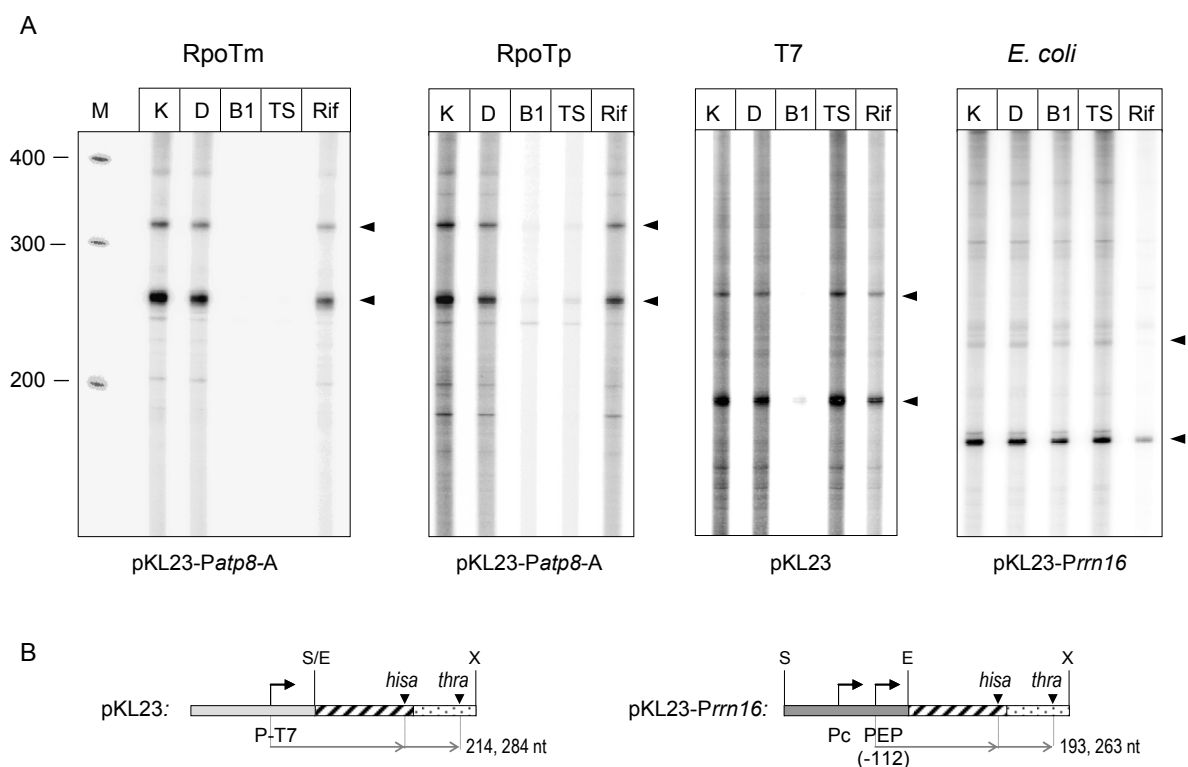 A
RpoTm RpoTp T7 E. coli
M K D B1 TS Rif K D B1 TS Rif K D B1 TS Rif K D B1 TS Rif
400
300
200
pKL23-Patp8-A pKL23-Patp8-A pKL23 pKL23-Prrn16
B
S/E X S E X
hisa thra hisa thra
pKL23: pKL23-Prrn16:
P-T7 214, 284 nt Pc PEP 193, 263 nt
(-112)